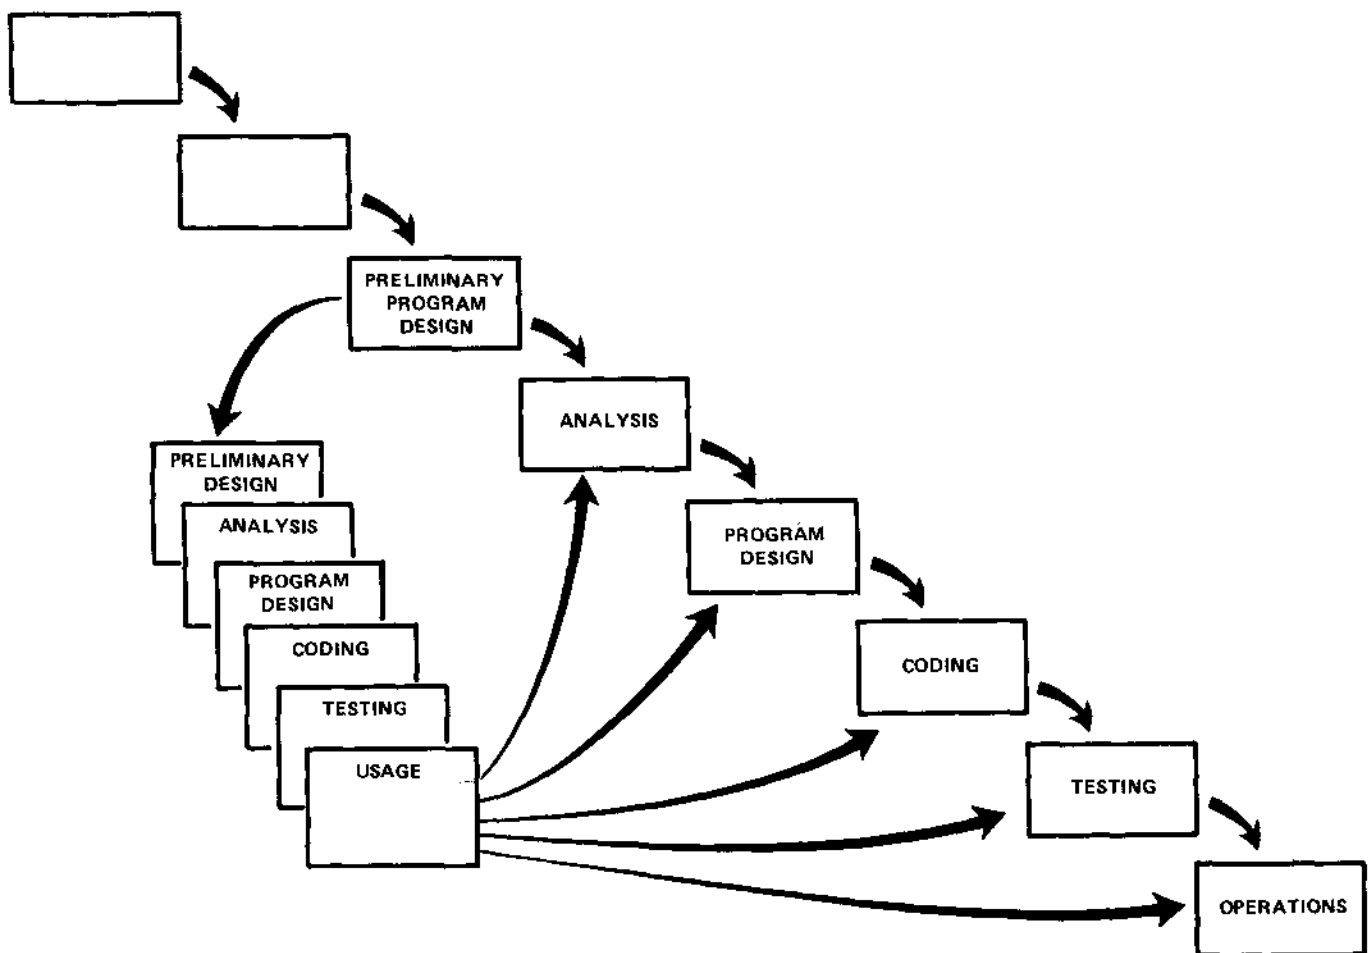 PRELIMINARY
PROGRAM
DESIGN
ANALYSIS
PROGRAM
DESIGN
CODING
TESTING
OPERATIONS
PRELIMINARY
DESIGN
ANALYSIS
PROGRAM
DESIGN
CODING
TESTING
USAGE